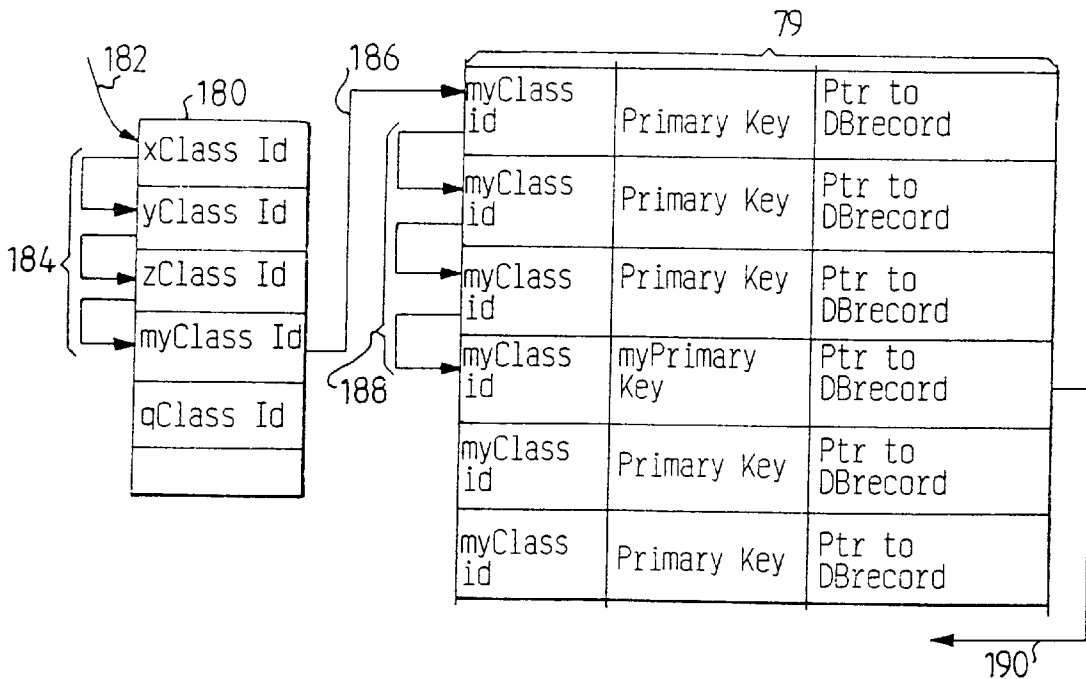 79
182
186
180
xClass Id
yClass Id
184
zClass Id
myClass Id
qClass Id
188
myClass
id
Primary Key
Ptr to
DBrecord
myClass
id
Primary Key
Ptr to
DBrecord
myClass
id
Primary Key
Ptr to
DBrecord
myClass
id
myPrimary
Key
Ptr to
DBrecord
myClass
id
Primary Key
Ptr to
DBrecord
myClass
id
Primary Key
Ptr to
DBrecord
190